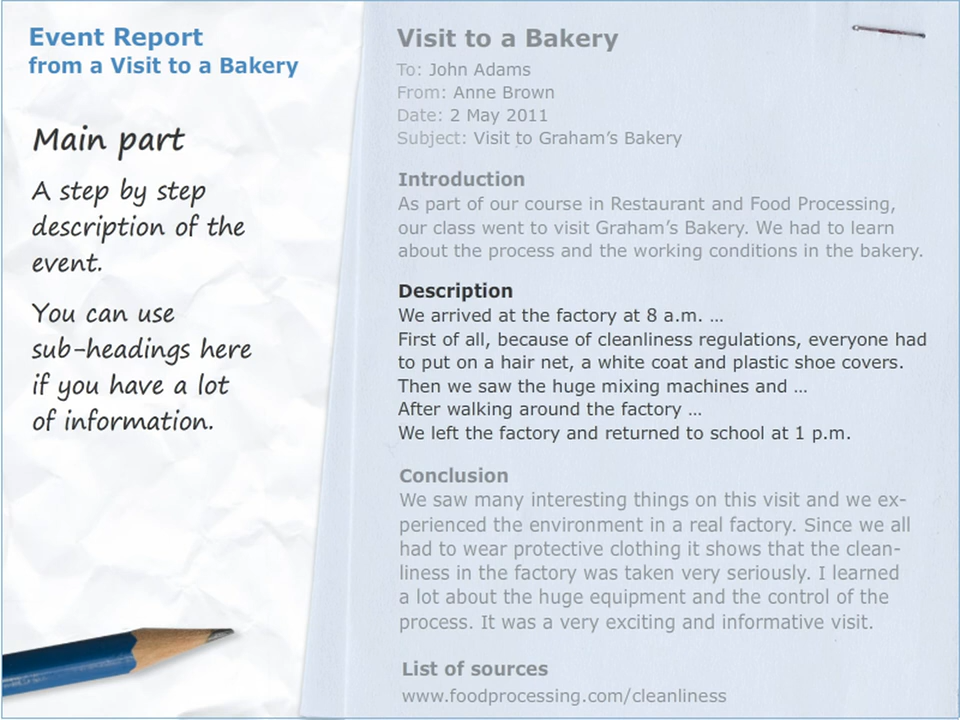 Event Report
from a Visit to a Bakery
Main part
A step by step
description of the
event.
You can use
sub-headings here
if you have a lot
of information.
Visit to a Bakery
To: John Adams
From: Anne Brown
Date: 2 May 2011
Subject: Visit to Graham’s Bakery
Introduction
As part of our course in Restaurant and Food Processing,
our class went to visit Graham’s Bakery. We had to learn
about the process and the working conditions in the bakery.
Description
We arrived at the factory at 8 a.m. …
First of all, because of cleanliness regulations, everyone had
to put on a hair net, a white coat and plastic shoe covers.
Then we saw the huge mixing machines and …
After walking around the factory …
We left the factory and returned to school at 1 p.m.
Conclusion
We saw many interesting things on this visit and we ex-
perienced the environment in a real factory. Since we all
had to wear protective clothing it shows that the clean-
liness in the factory was taken very seriously. I learned
a lot about the huge equipment and the control of the
process. It was a very exciting and informative visit.
List of sources
www.foodprocessing.com/cleanliness